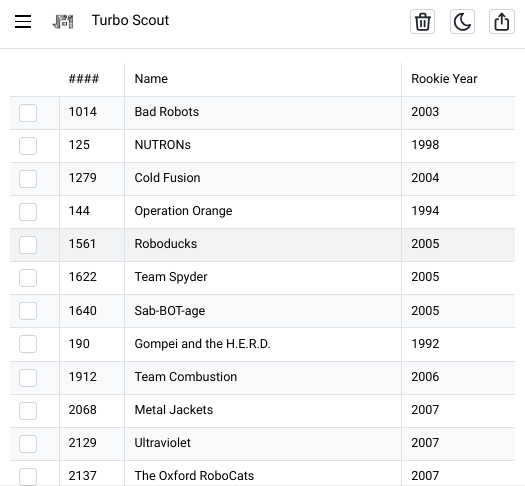 Turbo Scout
#### Name Rookie Year
1014 Bad Robots 2003
125 NUTRONs 1998
1279 Cold Fusion 2004
144 Operation Orange 1994
1561 Roboducks 2005
1622 Team Spyder 2005
1640 Sab-BOT-age 2005
190 Gompei and the H.E.R.D. 1992
1912 Team Combustion 2006
2068 Metal Jackets 2007
2129 Ultraviolet 2007
2137 The Oxford RoboCats 2007